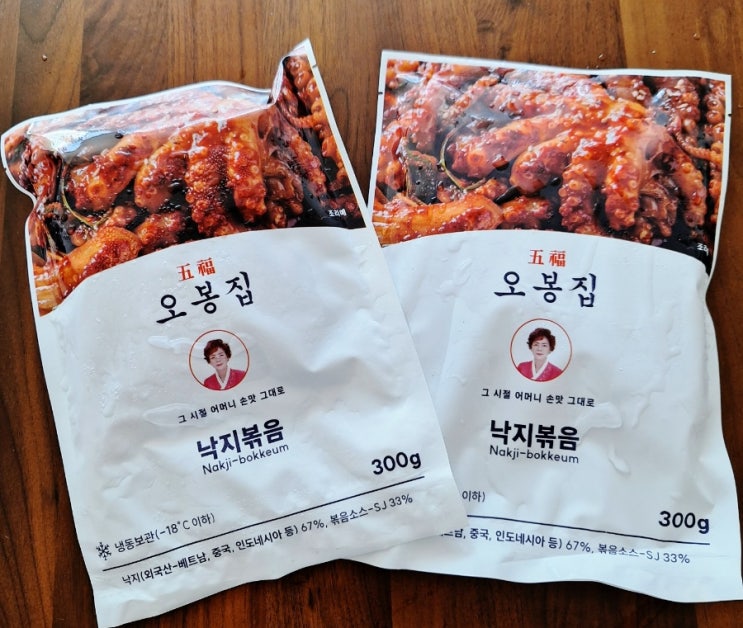 조리예
五福
오봉집
그 시절 어머니 손맛 그대로
낙지볶음
Nakji-bokkeum
300g
냉동보관(-18°C 이하)
낙지(외국산-베트남, 중국, 인도네시아 등) 67%, 볶음소스-SJ 33%
五福
오봉집
그 시절 어머니 손맛 그대로
낙지볶음
Nakji-bokkeum
300g
이하)
중국, 인도네시아 등) 67%, 볶음소스-SJ 33%